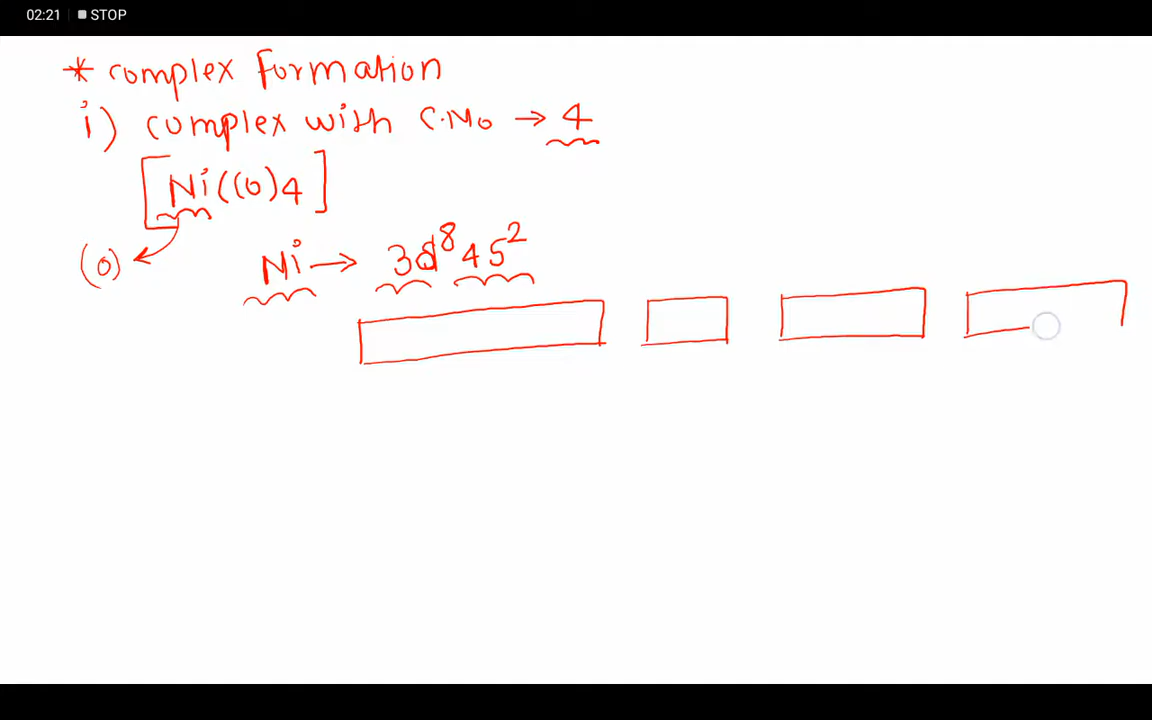 02:21 STOP
* complex formation
i) complex with C.No → 4
[Ni(CO)4]
(0) Ni → 3d⁸ 4s²